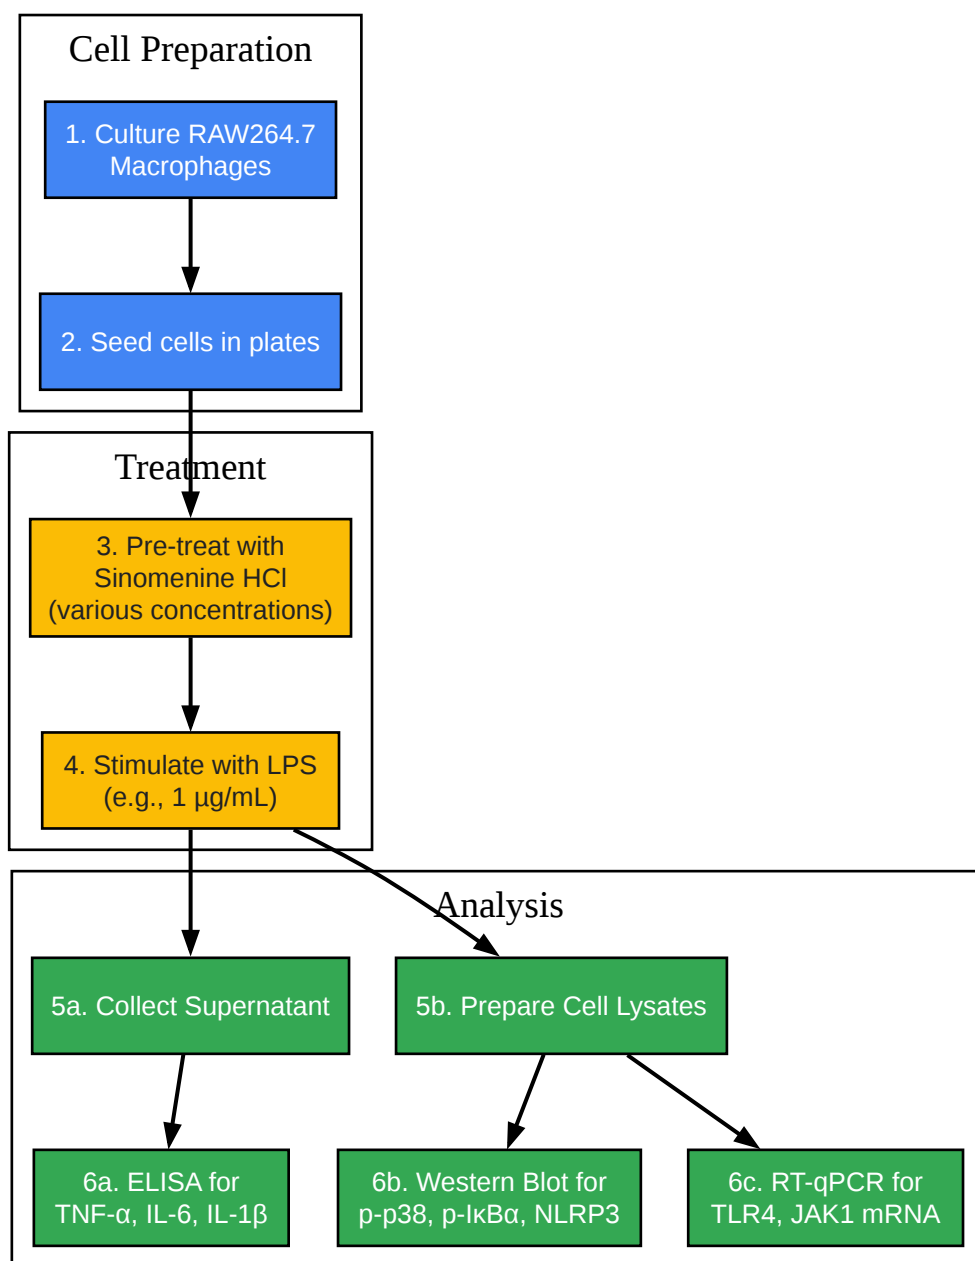 Cell Preparation
1. Culture RAW264.7
Macrophages
2. Seed cells in plates
Treatment
3. Pre-treat with
Sinomenine HCl
(various concentrations)
4. Stimulate with LPS
(e.g., 1 µg/mL)
Analysis
5a. Collect Supernatant
5b. Prepare Cell Lysates
6a. ELISA for
TNF-α, IL-6, IL-1β
6b. Western Blot for
p-p38, p-IκBα, NLRP3
6c. RT-qPCR for
TLR4, JAK1 mRNA